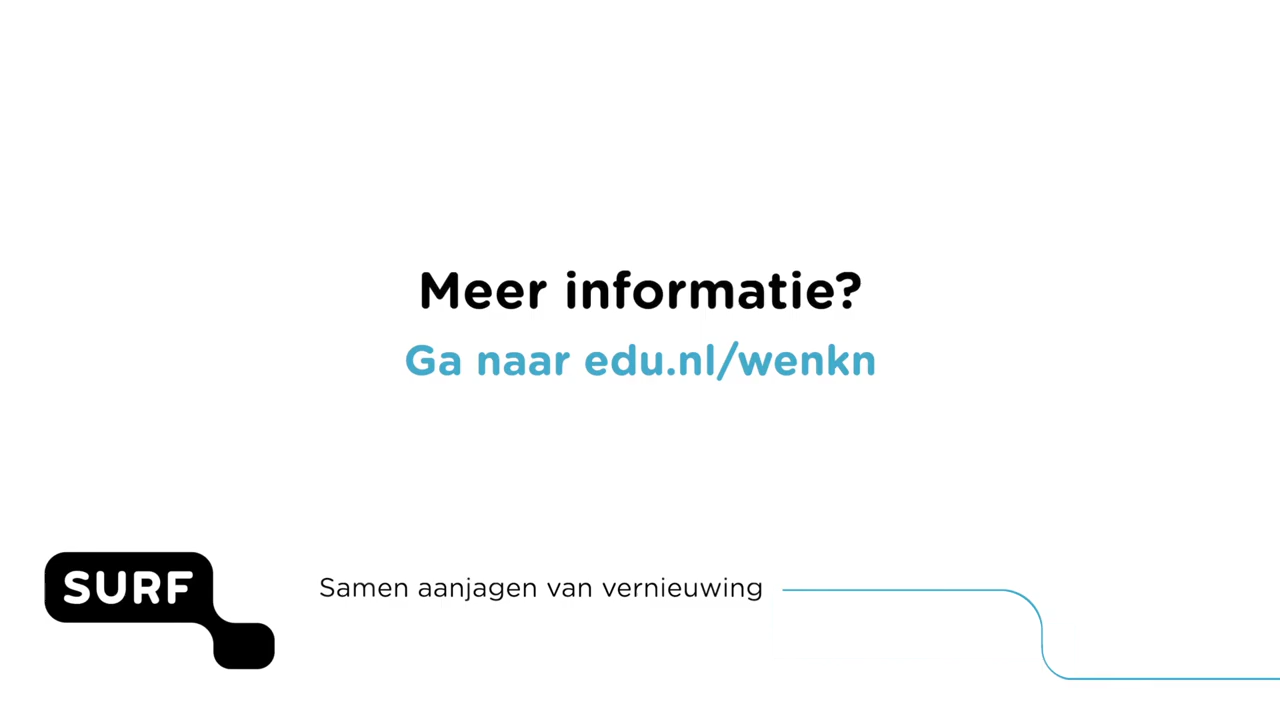 Meer informatie?
Ga naar edu.nl/wenkn
SURF
Samen aanjagen van vernieuwing